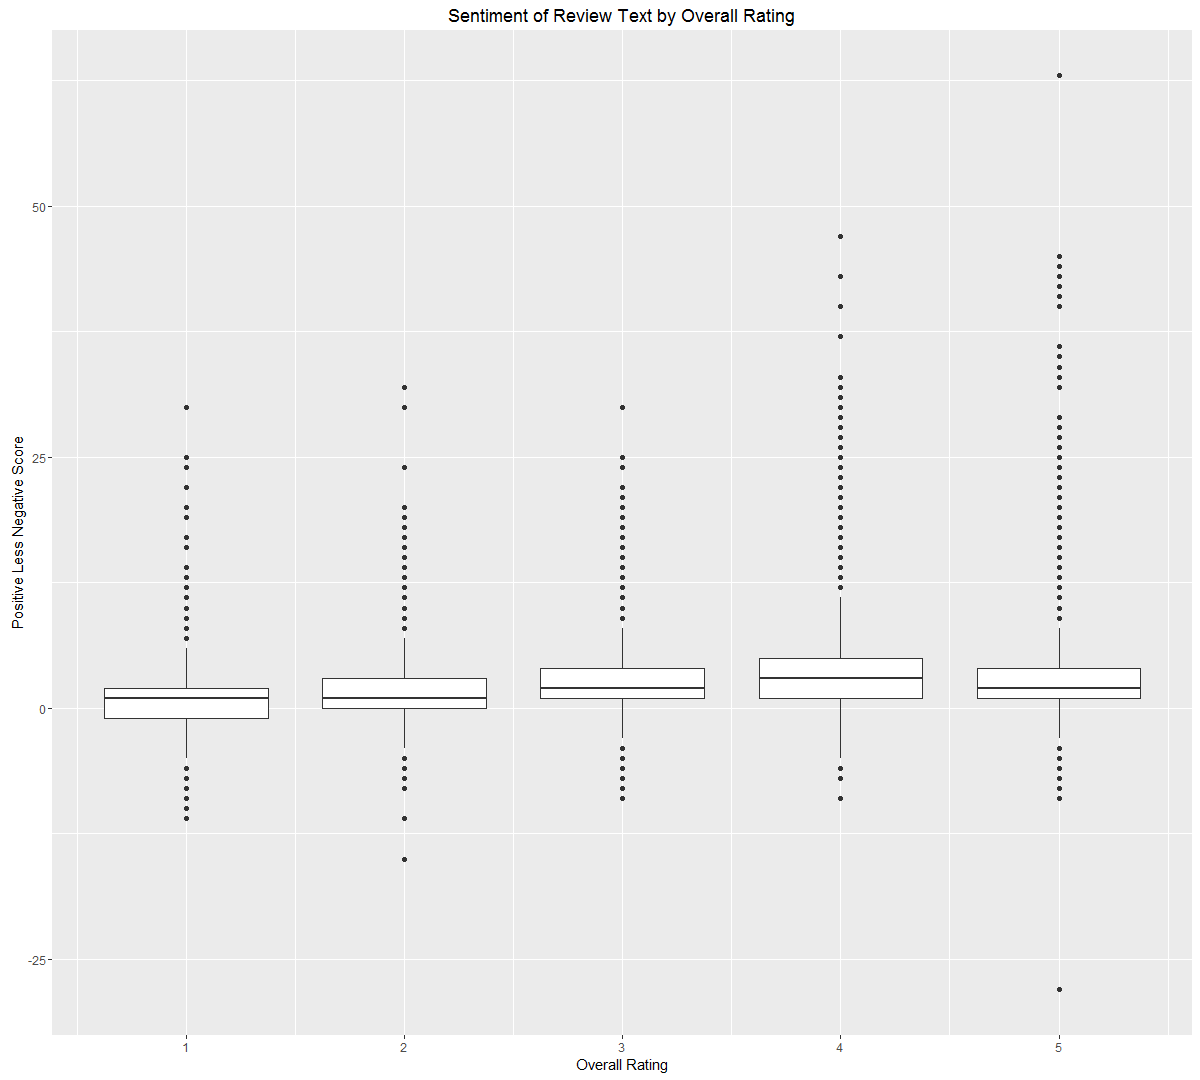 Sentiment of Review Text by Overall Rating
Positive Less Negative Score
50
25
0
-25
1 2 3 4 5
Overall Rating